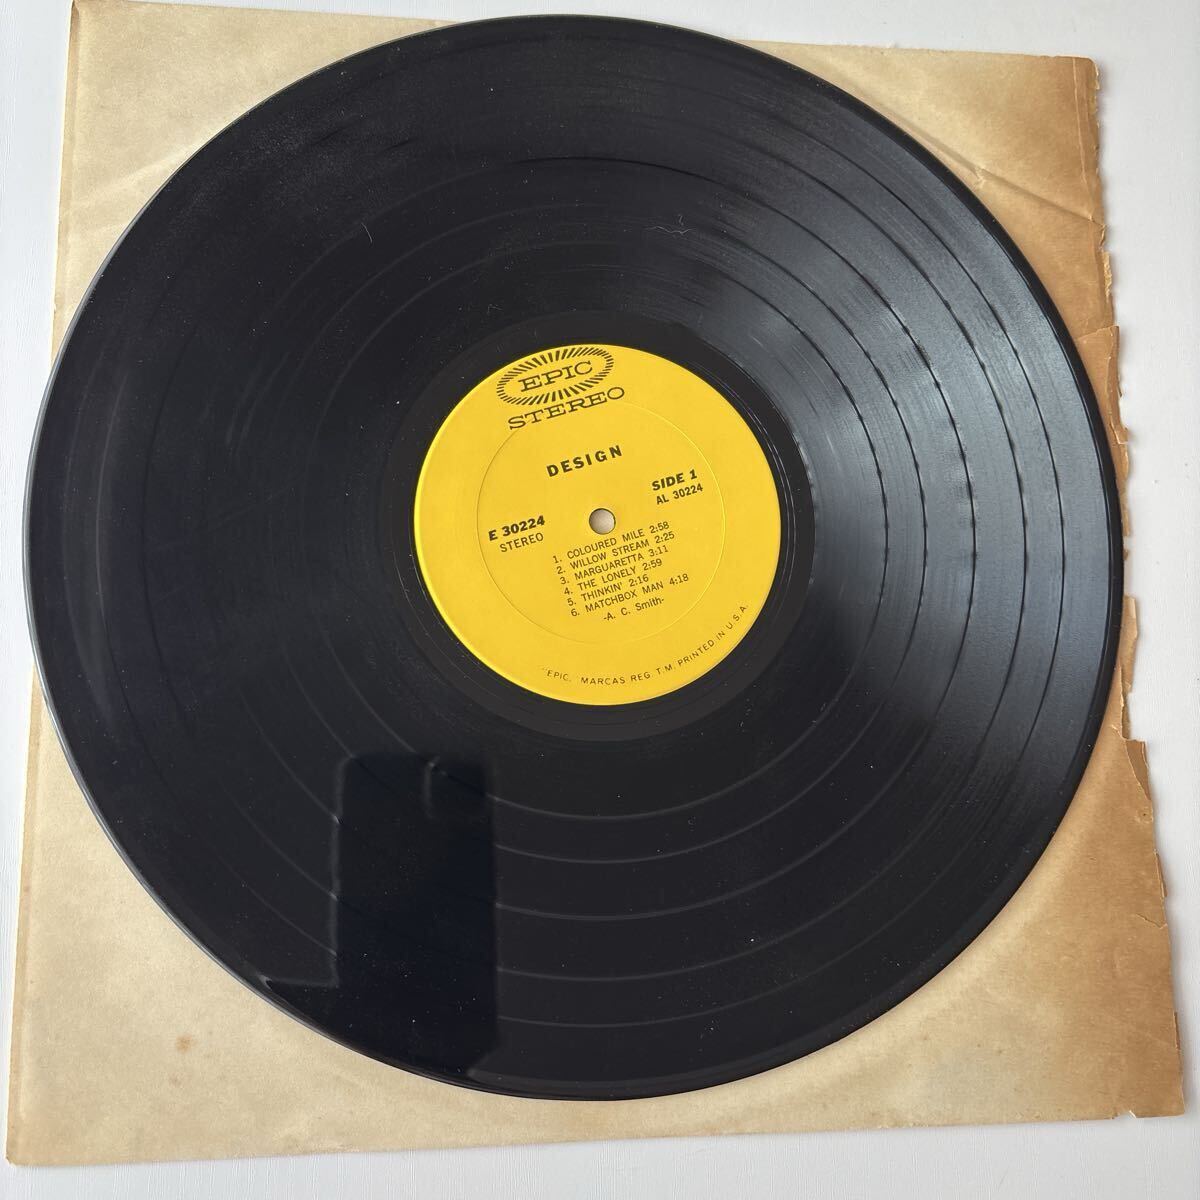 EPIC
STEREO
DESIGN
SIDE 1
AL 30224
E 30224
STEREO
1. COLOURED MILE 2:58
2. WILLOW STREAM 2:25
3. MARGUARETTA 3:11
4. THE LONELY 2:59
5. THINKIN' 2:16
6. MATCHBOX MAN 4:18
-A. C. Smith-
"EPIC," MARCAS REG. T.M. PRINTED IN U.S.A.